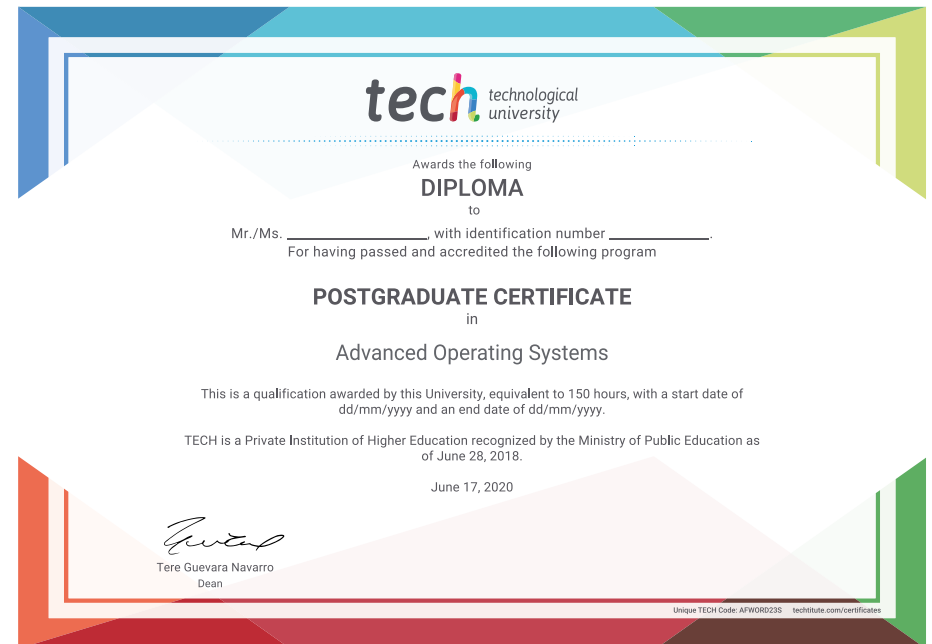 tech technological
university
Awards the following
DIPLOMA
to
Mr./Ms. ____________________, with identification number ______________.
For having passed and accredited the following program
POSTGRADUATE CERTIFICATE
in
Advanced Operating Systems
This is a qualification awarded by this University, equivalent to 150 hours, with a start date of
dd/mm/yyyy and an end date of dd/mm/yyyy.
TECH is a Private Institution of Higher Education recognized by the Ministry of Public Education as
of June 28, 2018.
June 17, 2020
Tere Guevara Navarro
Dean
Unique TECH Code: AFWORD23S techtitute.com/certificates